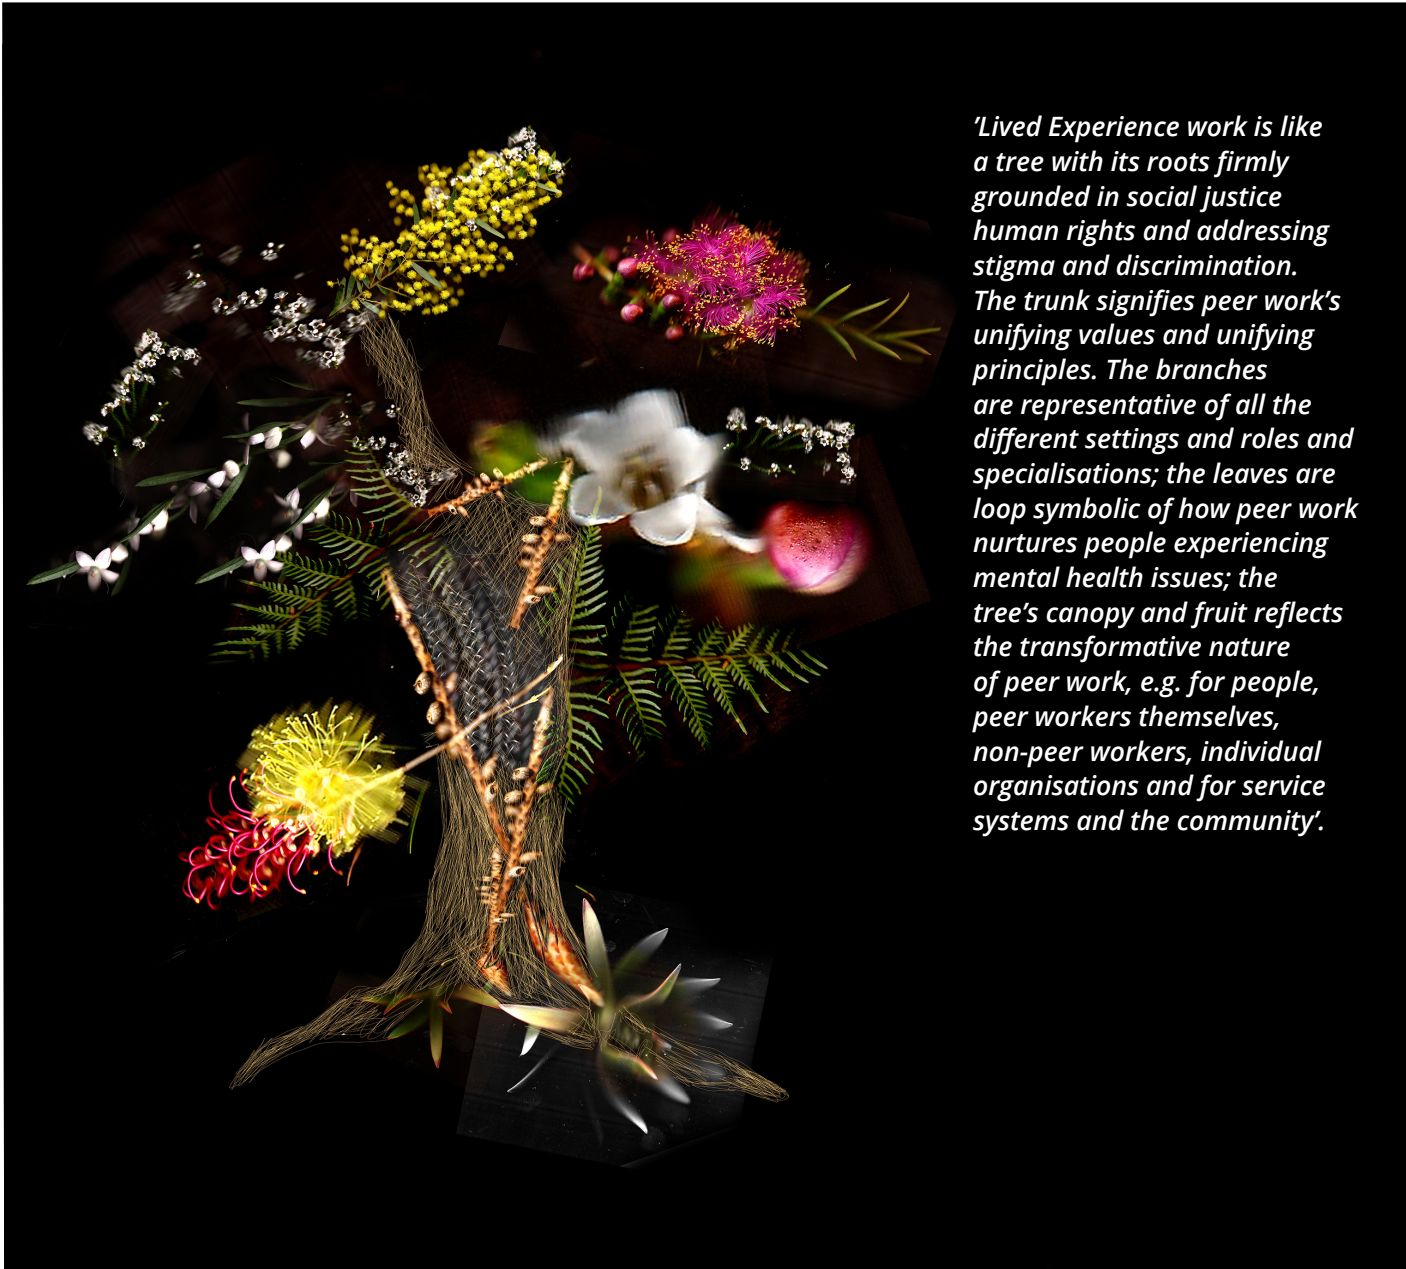 ‘Lived Experience work is like
a tree with its roots firmly
grounded in social justice
human rights and addressing
stigma and discrimination.
The trunk signifies peer work’s
unifying values and unifying
principles. The branches
are representative of all the
different settings and roles and
specialisations; the leaves are
loop symbolic of how peer work
nurtures people experiencing
mental health issues; the
tree’s canopy and fruit reflects
the transformative nature
of peer work, e.g. for people,
peer workers themselves,
non-peer workers, individual
organisations and for service
systems and the community’.